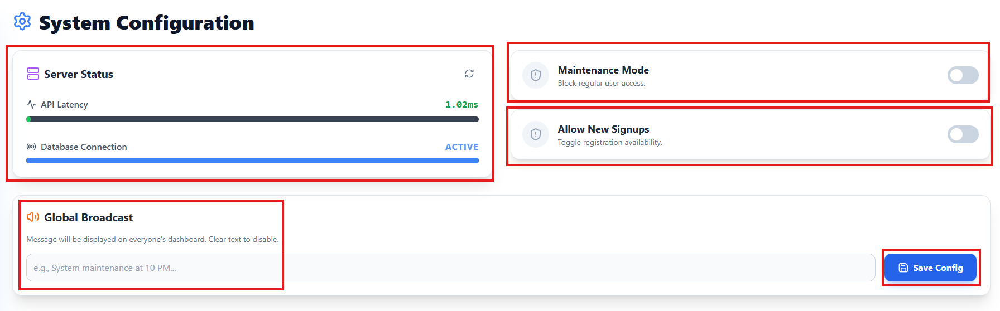 System Configuration
Server Status
API Latency
1.02ms
Database Connection
ACTIVE
Maintenance Mode
Block regular user access.
Allow New Signups
Toggle registration availability.
Global Broadcast
Message will be displayed on everyone's dashboard. Clear text to disable.
e.g., System maintenance at 10 PM...
Save Config